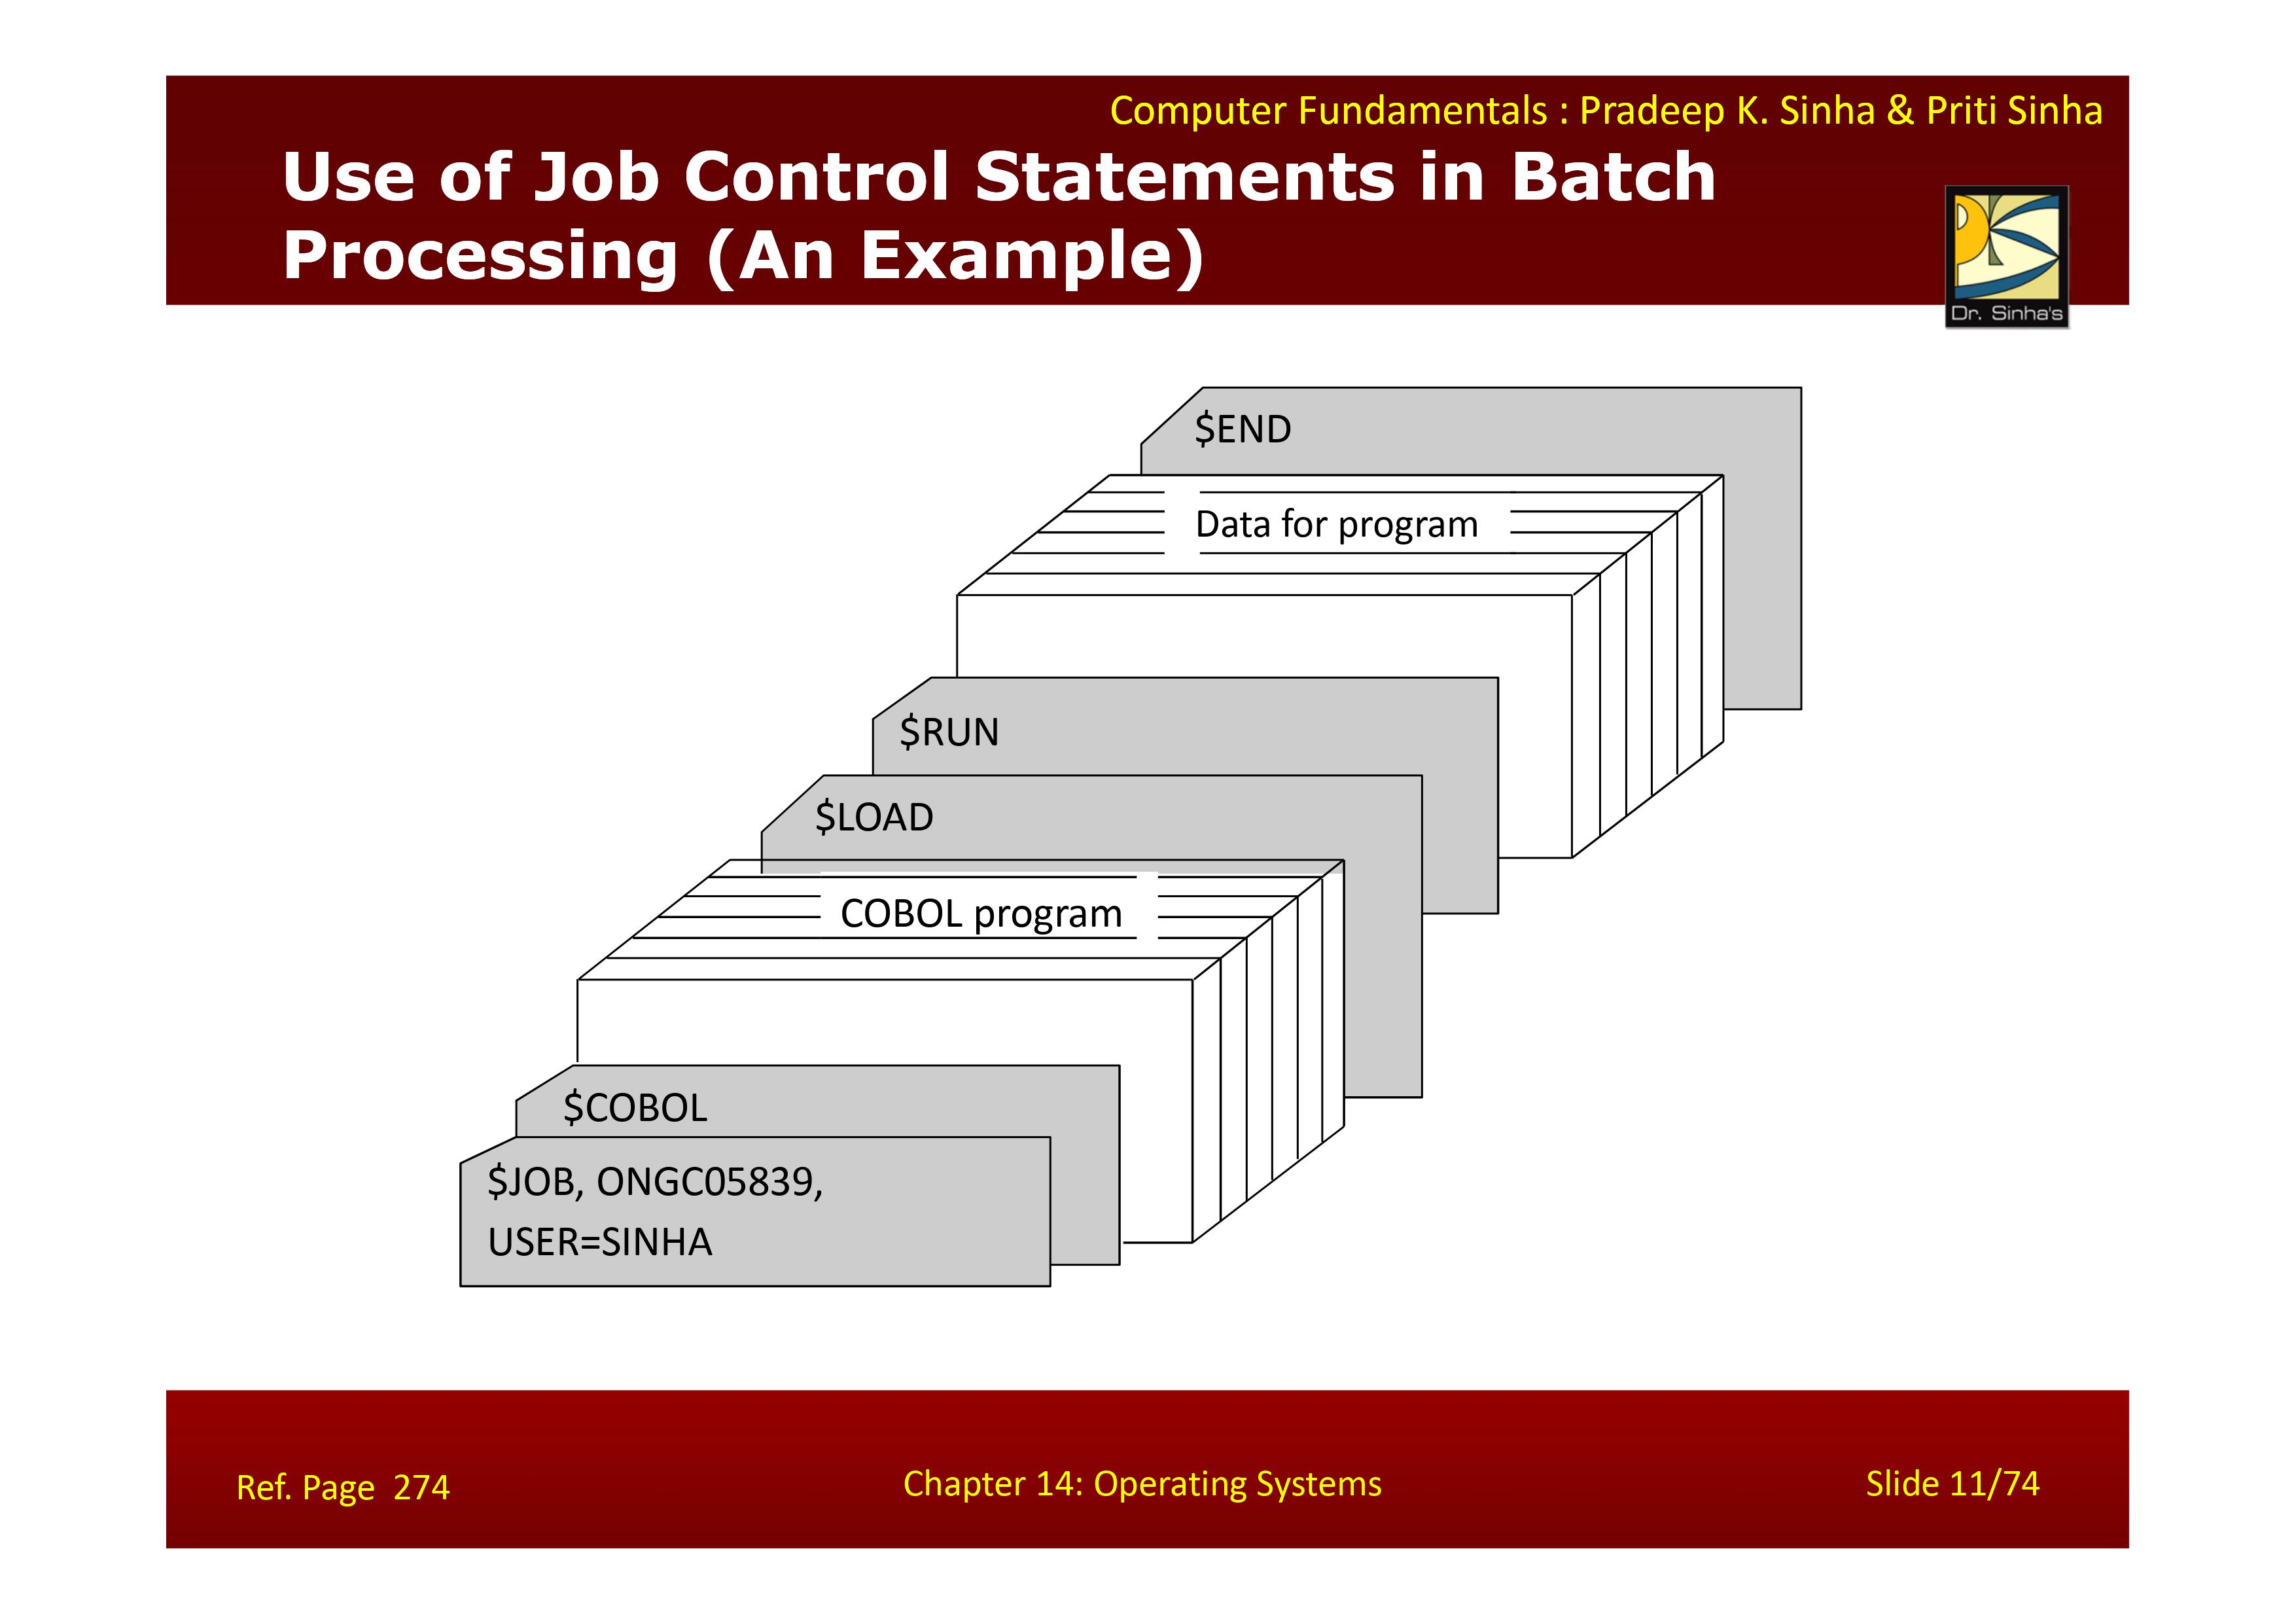 Computer Fundamentals : Pradeep K. Sinha & Priti Sinha
Use of Job Control Statements in Batch
Processing (An Example)
Dr. Sinha's
$END
Data for program
$RUN
$LOAD
COBOL program
$COBOL
$JOB, ONGC05839,
USER=SINHA
Ref. Page 274
Chapter 14: Operating Systems
Slide 11/74